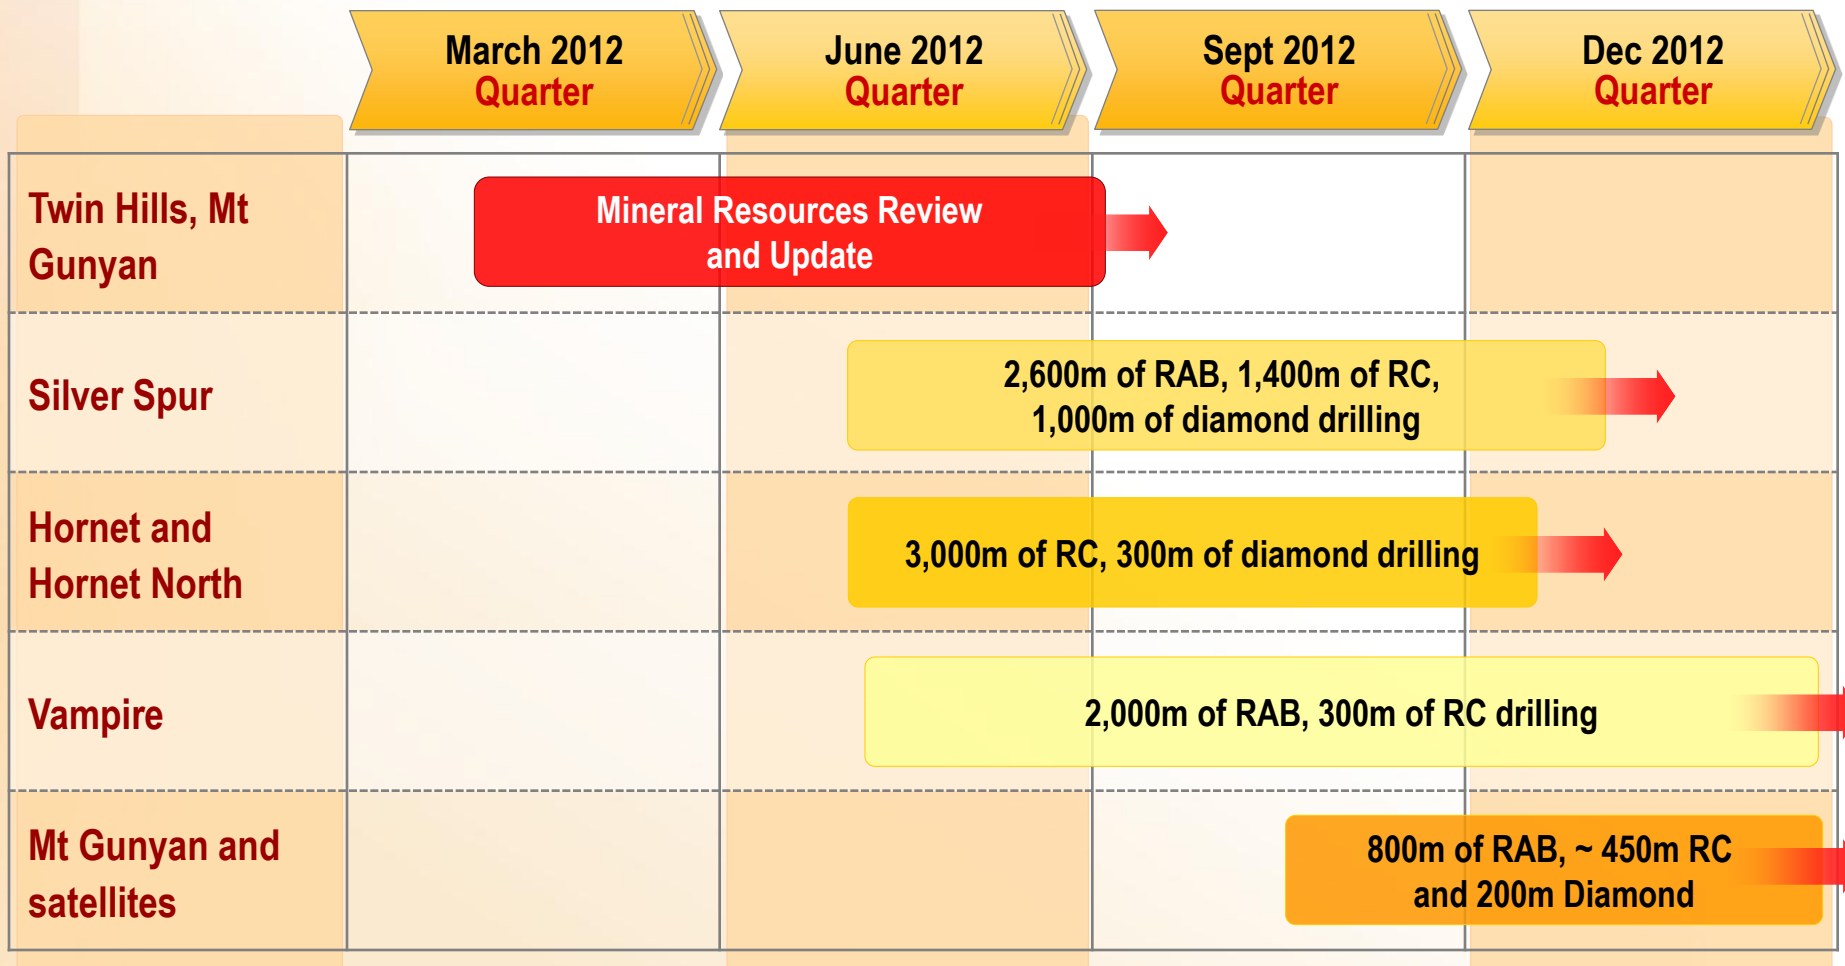 March 2012
Quarter
June 2012
Quarter
Sept 2012
Quarter
Dec 2012
Quarter
Twin Hills, Mt
Gunyan
Mineral Resources Review
and Update
Silver Spur
2,600m of RAB, 1,400m of RC,
1,000m of diamond drilling
Hornet and
Hornet North
3,000m of RC, 300m of diamond drilling
Vampire
2,000m of RAB, 300m of RC drilling
Mt Gunyan and
satellites
800m of RAB, ~ 450m RC
and 200m Diamond